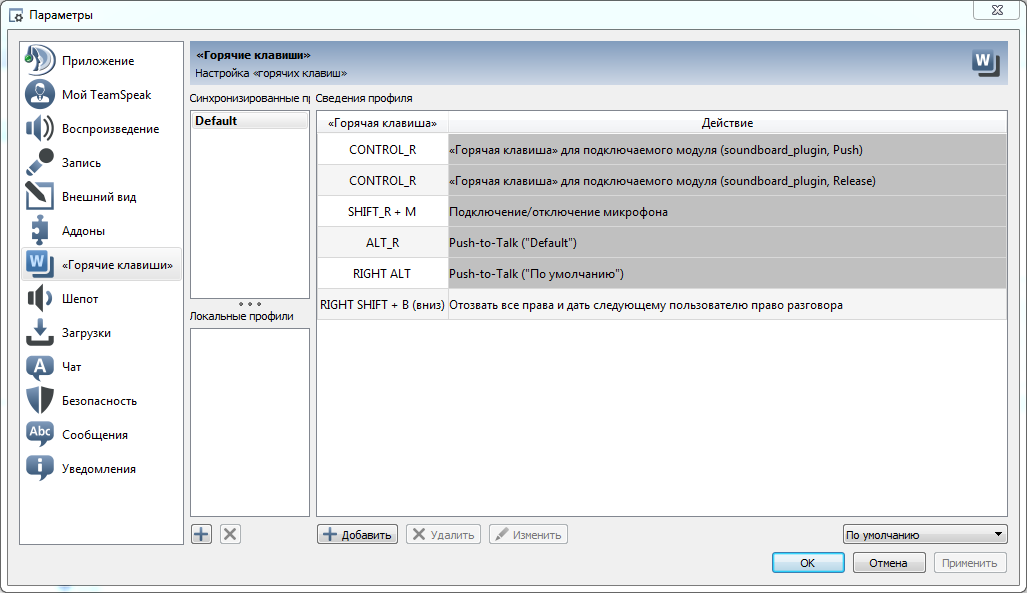 Параметры
Приложение
Мой TeamSpeak
Воспроизведение
Запись
Внешний вид
Аддоны
«Горячие клавиши»
Шепот
Загрузки
Чат
Безопасность
Сообщения
Уведомления
W
A
Abc
i
«Горячие клавиши»
Настройка «горячих клавиш»
W
Синхронизированные п
Default
Локальные профили
Сведения профиля
«Горячая клавиша» Действие
CONTROL_R «Горячая клавиша» для подключаемого модуля (soundboard_plugin, Push)
CONTROL_R «Горячая клавиша» для подключаемого модуля (soundboard_plugin, Release)
SHIFT_R + M Подключение/отключение микрофона
ALT_R Push-to-Talk ("Default")
RIGHT ALT Push-to-Talk ("По умолчанию")
RIGHT SHIFT + B (вниз) Отозвать все права и дать следующему пользователю право разговора
Добавить Удалить Изменить По умолчанию
OK Отмена Применить